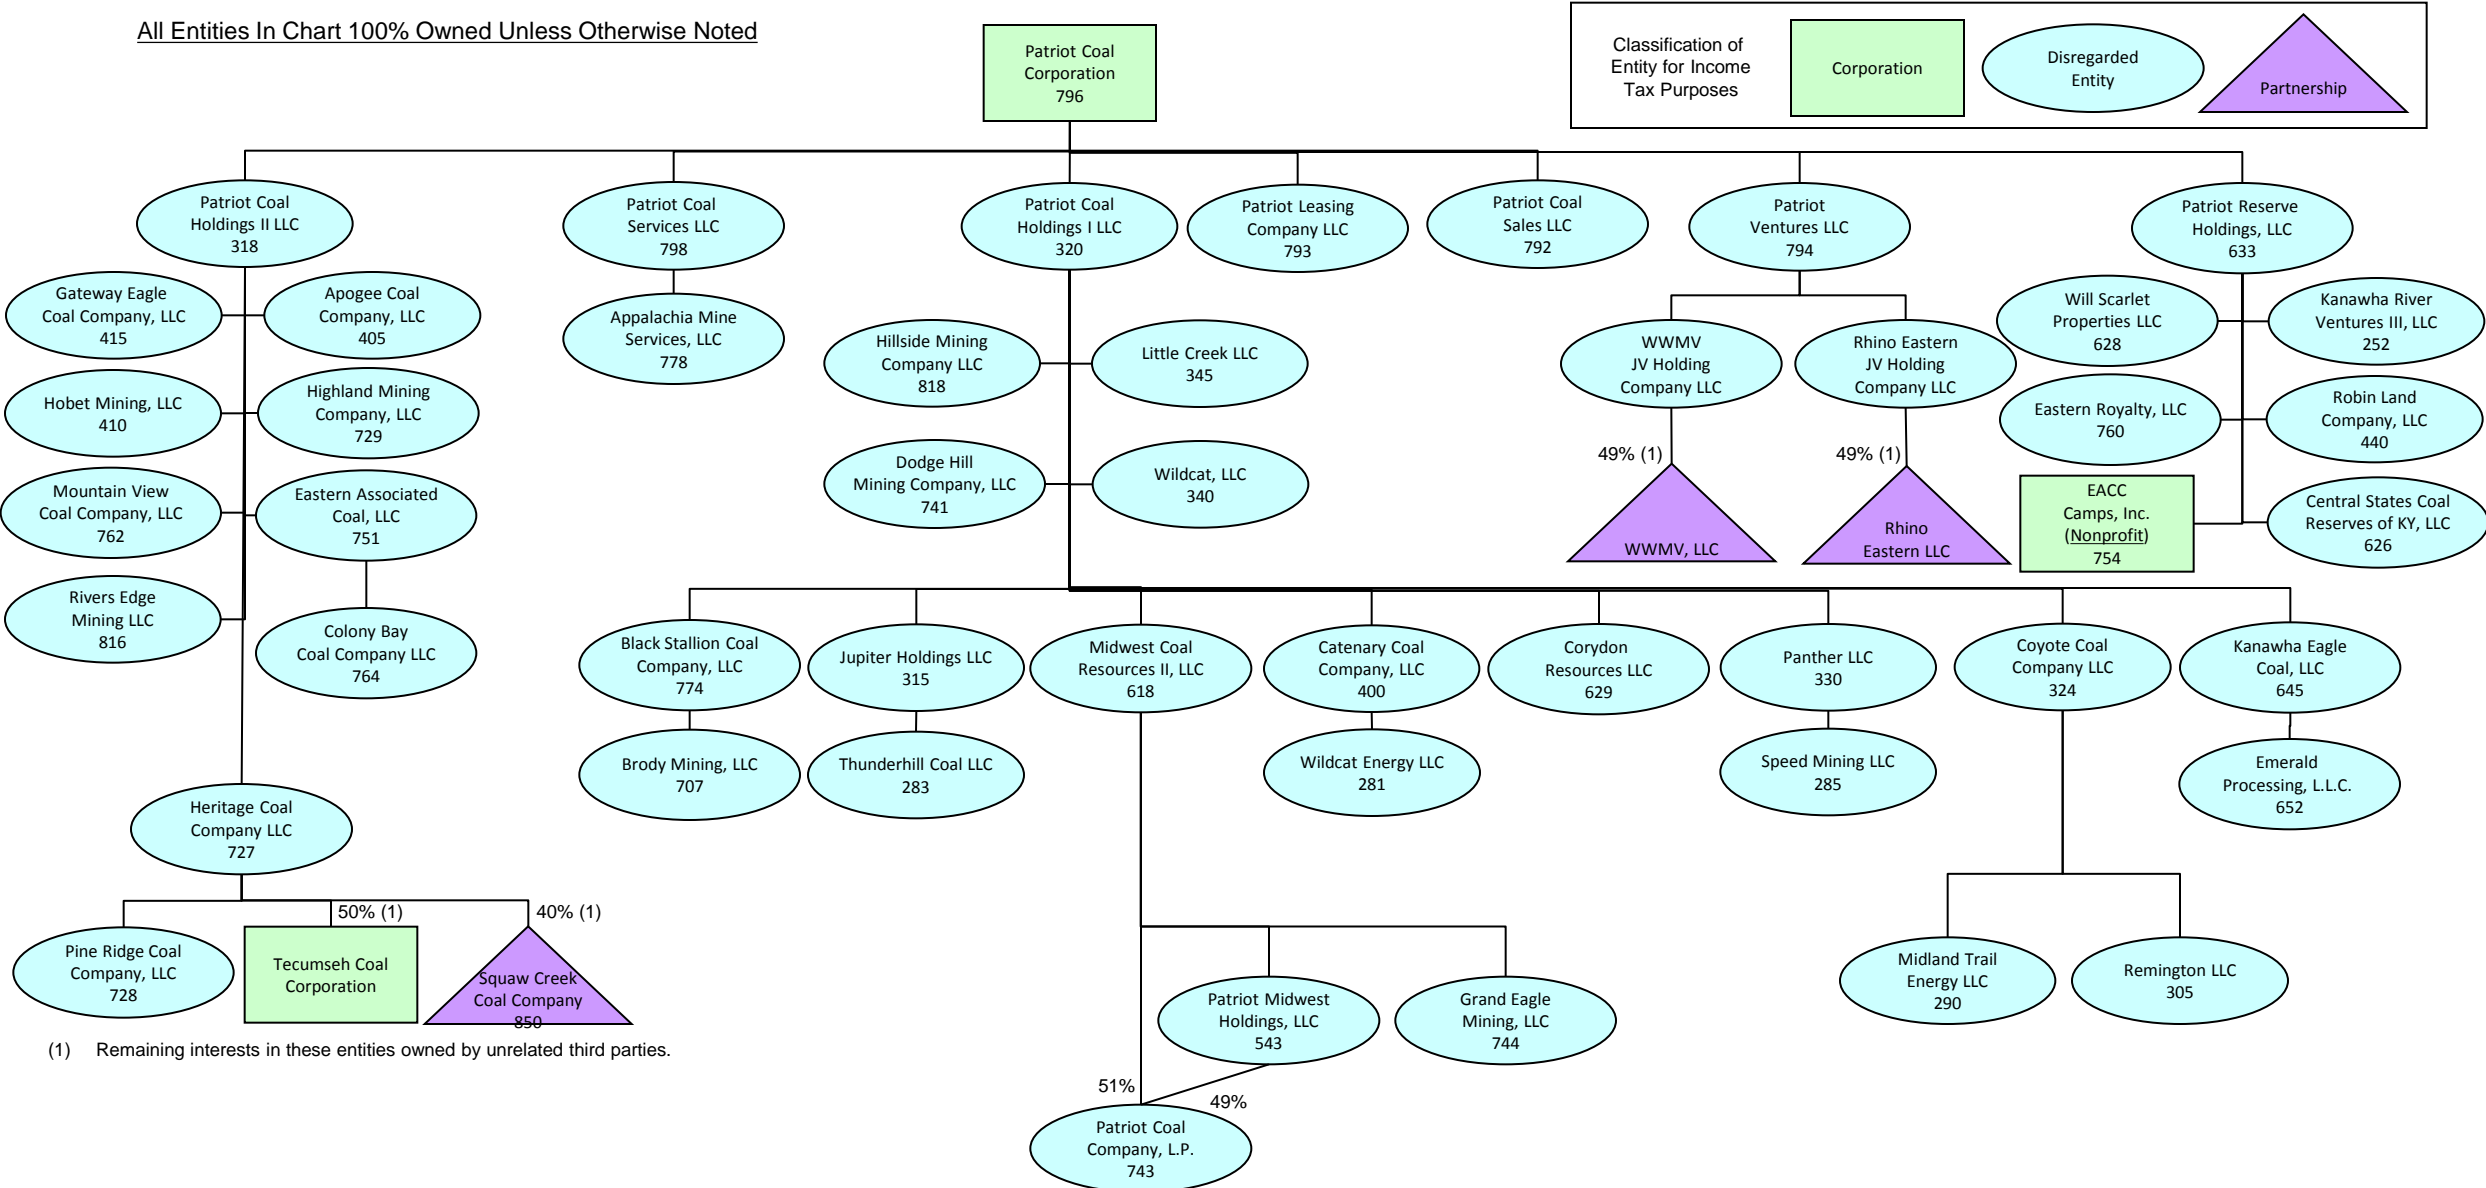 All Entities In Chart 100% Owned Unless Otherwise Noted
Patriot Coal
Corporation
796
Classification of
Entity for Income
Tax Purposes
Corporation
Disregarded
Entity
Partnership
Patriot Coal
Holdings II LLC
318
Patriot Coal
Services LLC
798
Patriot Coal
Holdings I LLC
320
Patriot Leasing
Company LLC
793
Patriot Coal
Sales LLC
792
Patriot
Ventures LLC
794
Patriot Reserve
Holdings, LLC
633
Gateway Eagle
Coal Company, LLC
415
Apogee Coal
Company, LLC
405
Appalachia Mine
Services, LLC
778
Hillside Mining
Company LLC
818
Little Creek LLC
345
WWMV
JV Holding
Company LLC
Rhino Eastern
JV Holding
Company LLC
Will Scarlet
Properties LLC
628
Kanawha River
Ventures III, LLC
252
Hobet Mining, LLC
410
Highland Mining
Company, LLC
729
Eastern Royalty, LLC
760
Robin Land
Company, LLC
440
Mountain View
Coal Company, LLC
762
Eastern Associated
Coal, LLC
751
Dodge Hill
Mining Company, LLC
741
Wildcat, LLC
340
49% (1)
49% (1)
WWMV, LLC
Rhino
Eastern LLC
EACC
Camps, Inc.
(Nonprofit)
754
Central States Coal
Reserves of KY, LLC
626
Rivers Edge
Mining LLC
816
Colony Bay
Coal Company LLC
764
Black Stallion Coal
Company, LLC
774
Jupiter Holdings LLC
315
Midwest Coal
Resources II, LLC
618
Catenary Coal
Company, LLC
400
Corydon
Resources LLC
629
Panther LLC
330
Coyote Coal
Company LLC
324
Kanawha Eagle
Coal, LLC
645
Brody Mining, LLC
707
Thunderhill Coal LLC
283
Wildcat Energy LLC
281
Speed Mining LLC
285
Emerald
Processing, L.L.C.
652
Heritage Coal
Company LLC
727
50% (1)
40% (1)
Pine Ridge Coal
Company, LLC
728
Tecumseh Coal
Corporation
Squaw Creek
Coal Company
850
Patriot Midwest
Holdings, LLC
543
Grand Eagle
Mining, LLC
744
Midland Trail
Energy LLC
290
Remington LLC
305
(1) Remaining interests in these entities owned by unrelated third parties.
51%
49%
Patriot Coal
Company, L.P.
743